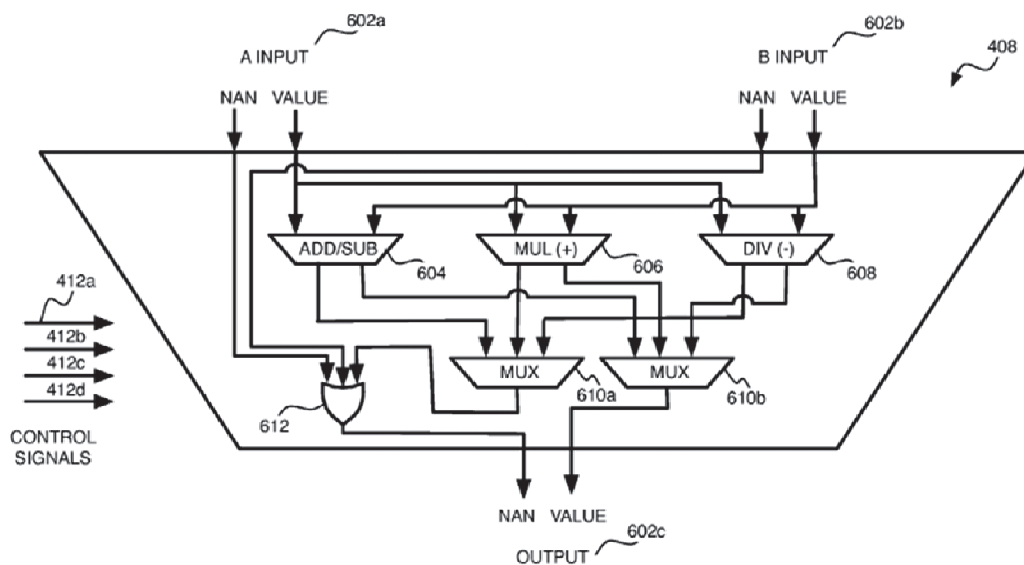 602a
A INPUT
602b
B INPUT
408
NAN VALUE
NAN VALUE
ADD/SUB
604
MUL (+)
606
DIV (-)
608
412a
412b
412c
412d
CONTROL
SIGNALS
MUX
610a
MUX
610b
612
NAN VALUE
602c
OUTPUT